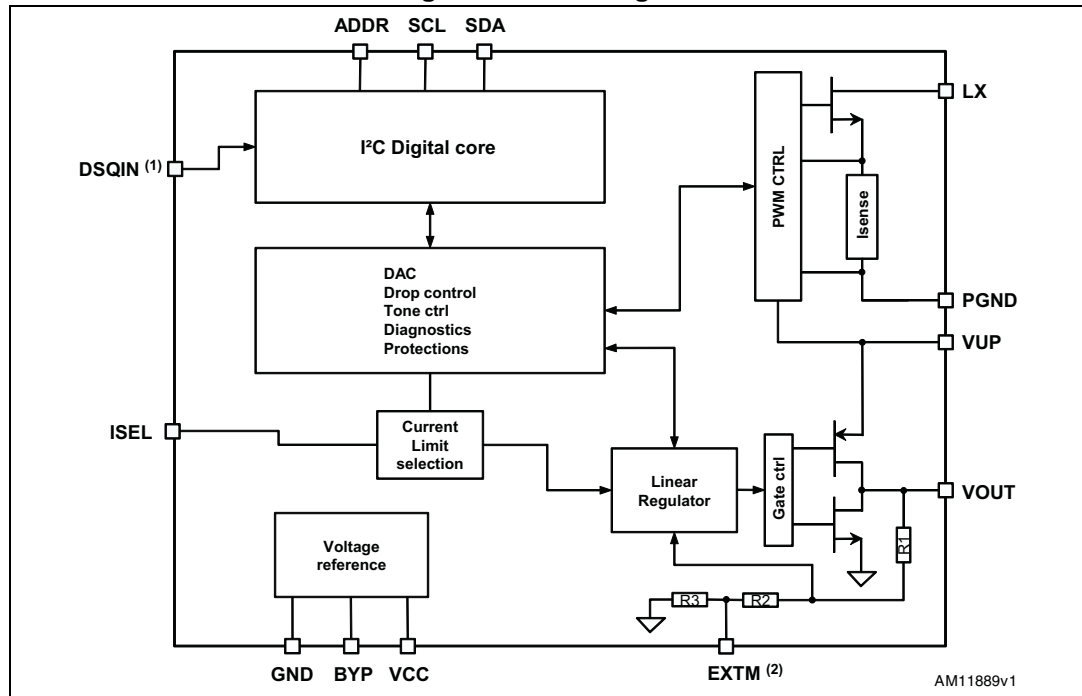 ADDR SCL SDA
LX
I²C Digital core
DSQIN (1)
PWM CTRL
Isense
DAC
Drop control
Tone ctrl
Diagnostics
Protections
PGND
VUP
ISEL
Current
Limit
selection
Linear
Regulator
Gate ctrl
VOUT
R1
Voltage
reference
R3 R2
GND BYP VCC
EXTM (2)
AM11889v1